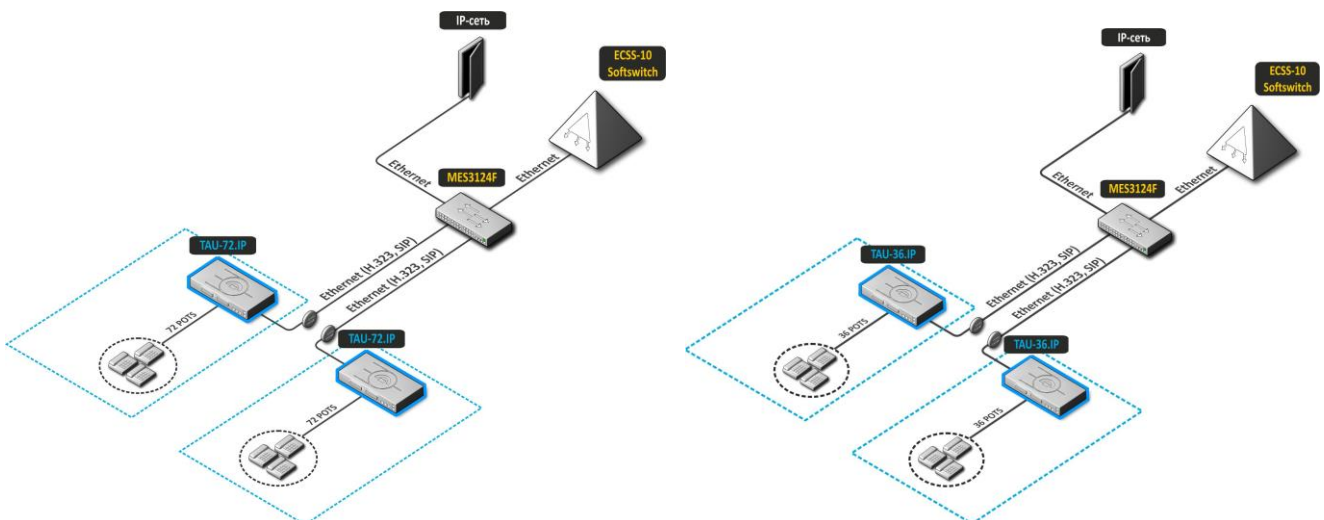 IP-сеть
ECSS-10
Softswitch
Ethernet
Ethernet
MES3124F
TAU-72.IP
Ethernet (H.323, SIP)
Ethernet (H.323, SIP)
72 POTS
TAU-72.IP
72 POTS
IP-сеть
ECSS-10
Softswitch
Ethernet
Ethernet
MES3124F
TAU-36.IP
Ethernet (H.323, SIP)
Ethernet (H.323, SIP)
36 POTS
TAU-36.IP
36 POTS